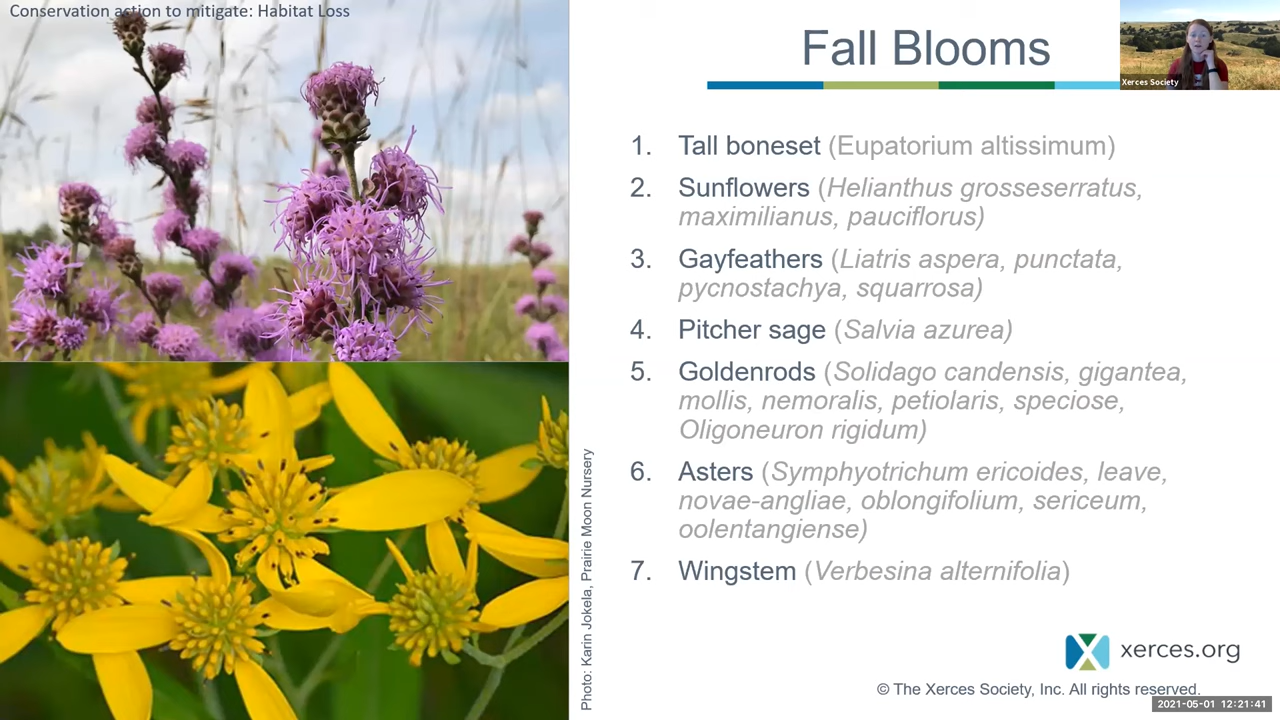 Conservation action to mitigate: Habitat Loss
Fall Blooms
Xerces Society
1. Tall boneset (Eupatorium altissimum)
2. Sunflowers (Helianthus grosseserratus,
maximilianus, pauciflorus)
3. Gayfeathers (Liatris aspera, punctata,
pycnostachya, squarrosa)
4. Pitcher sage (Salvia azurea)
5. Goldenrods (Solidago candensis, gigantea,
mollis, nemoralis, petiolaris, speciose,
Oligoneuron rigidum)
6. Asters (Symphyotrichum ericoides, leave,
novae-angliae, oblongifolium, sericeum,
oolentangiense)
7. Wingstem (Verbesina alternifolia)
Photo: Karin Jokela, Prairie Moon Nursery
xerces.org
© The Xerces Society, Inc. All rights reserved.
2021-05-01 12:21:41